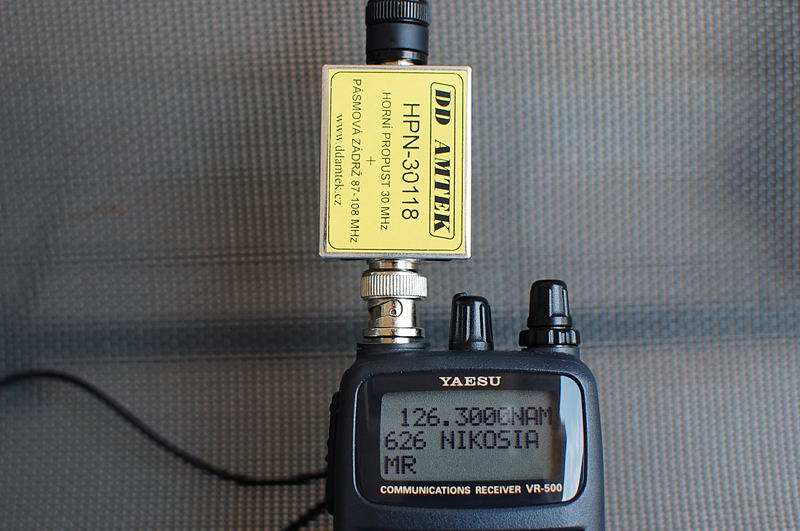 DD AMTEK
HPN-30118
HORNÍ PROPUST 30 MHz
+
PÁSMOVÁ ZÁDRŽ 87-108 MHz
www.ddamtek.cz
YAESU
126.3000NAM
626 NIKOSIA
MR
COMMUNICATIONS RECEIVER VR-500